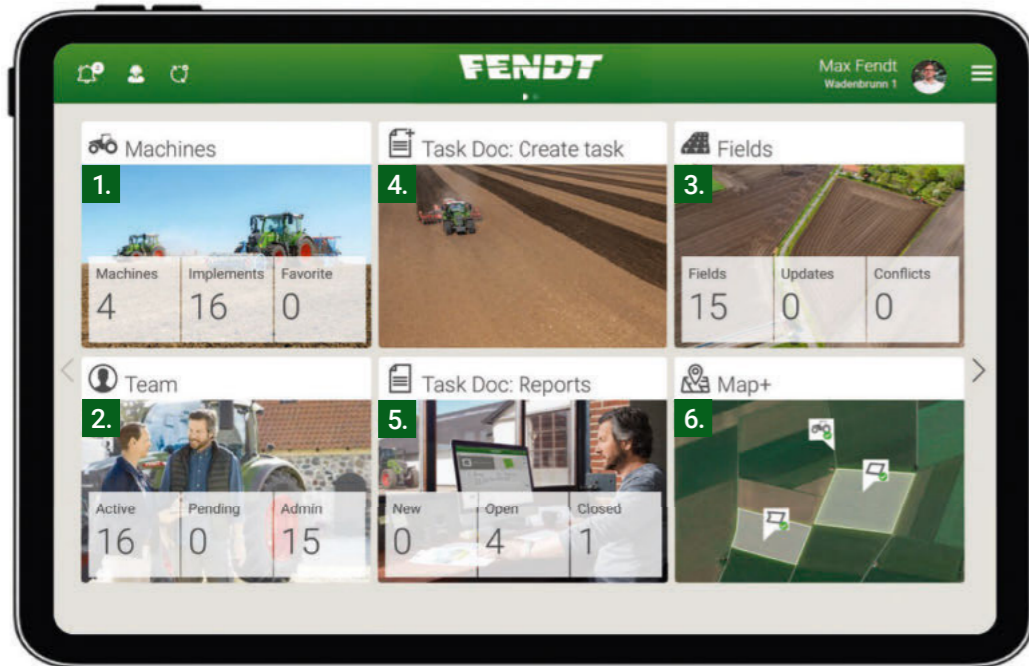 2
FENDT
Max Fendt
Wadenbrunn 1
Machines
1.
Machines Implements Favorite
4 16 0
Task Doc: Create task
4.
Fields
3.
Fields Updates Conflicts
15 0 0
Team
2.
Active Pending Admin
16 0 15
Task Doc: Reports
5.
New Open Closed
0 4 1
Map+
6.